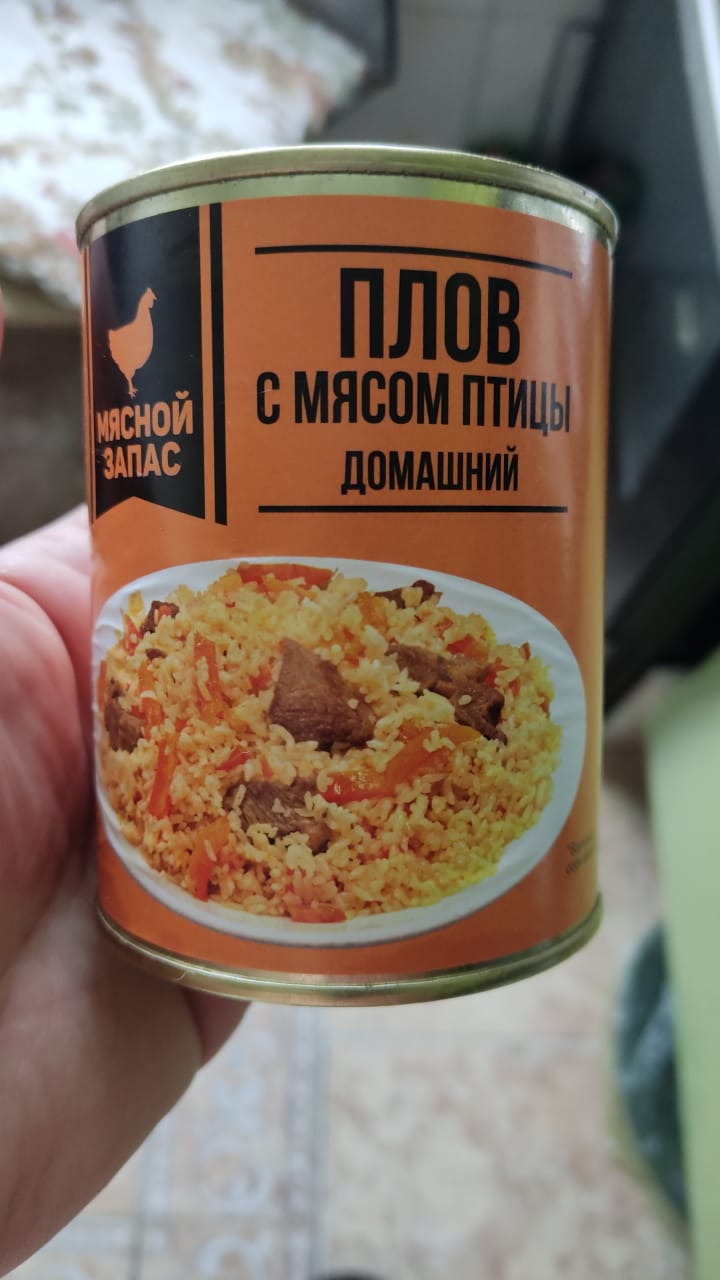 МЯСНОЙ
ЗАПАС
ПЛОВ
С МЯСОМ ПТИЦЫ
ДОМАШНИЙ